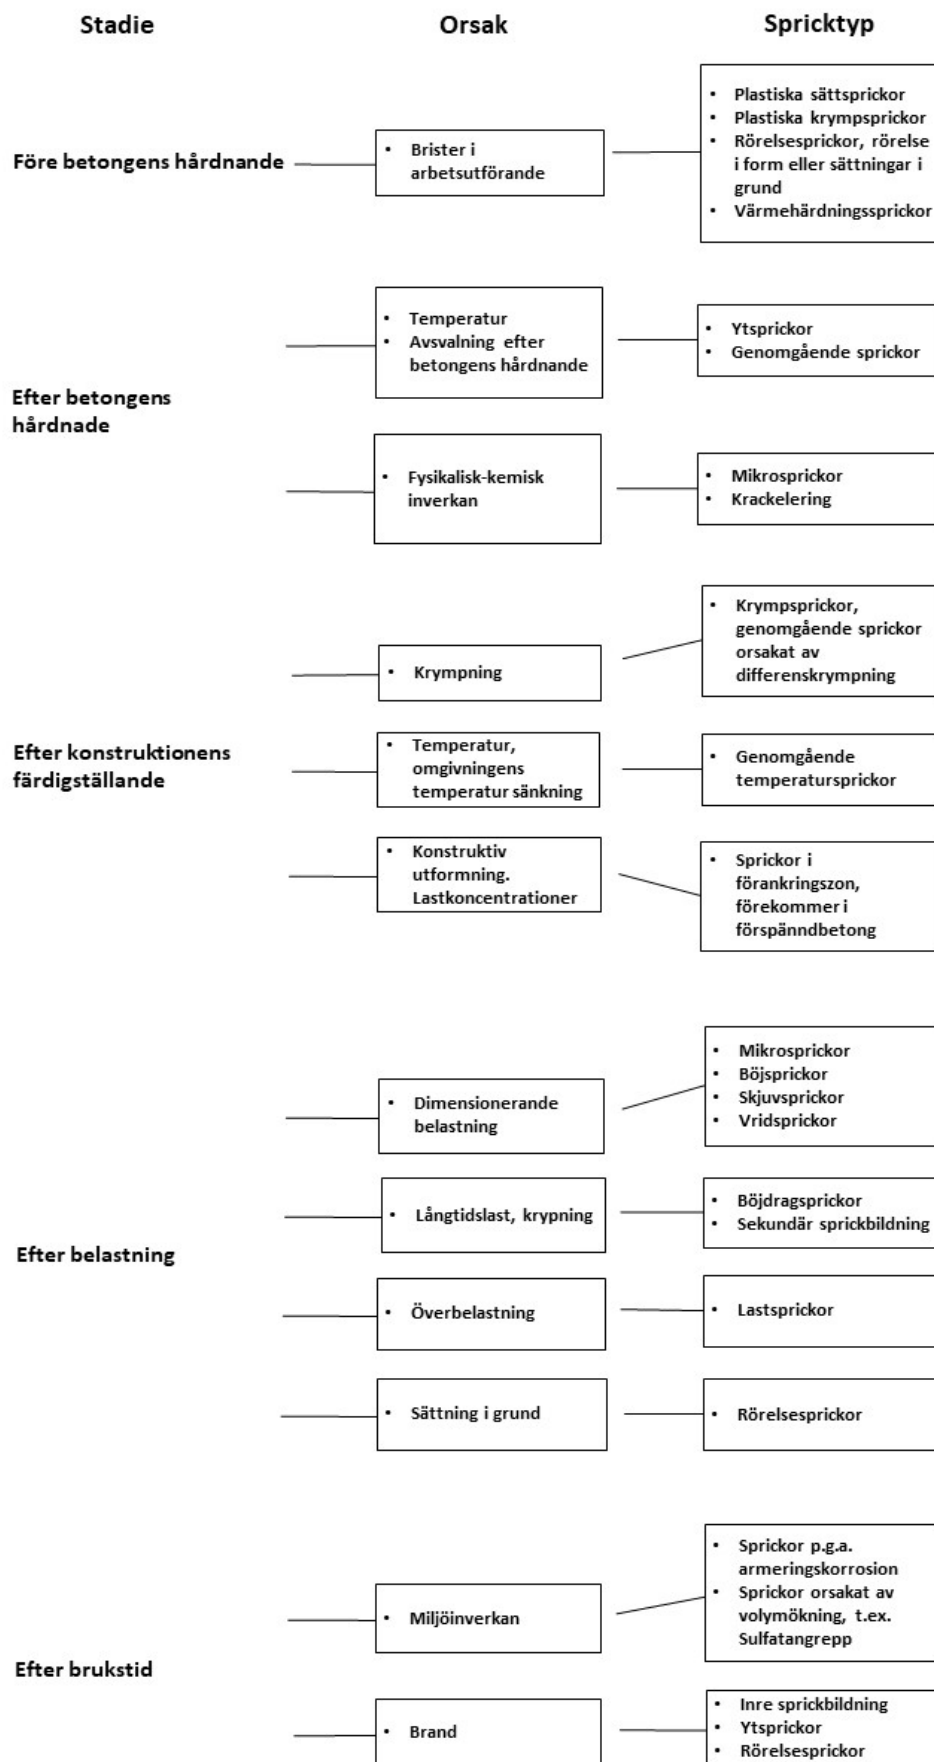 Stadie
Orsak
Spricktyp
Före betongens hårdnande
• Brister i
arbetsutförande
• Plastiska sättsprickor
• Plastiska krympsprickor
• Rörelsesprickor, rörelse
i form eller sättningar i
grund
• Värmehärdningssprickor
Efter betongens
hårdnade
• Temperatur
• Avsvalning efter
betongens hårdnande
• Ytsprickor
• Genomgående sprickor
• Fysikalisk-kemisk
inverkan
• Mikrosprickor
• Krackelering
Efter konstruktionens
färdigställande
• Krympning
• Krympsprickor,
genomgående sprickor
orsakat av
differenskrympning
• Temperatur,
omgivningens
temperatur sänkning
• Genomgående
temperatursprickor
• Konstruktiv
utformning.
Lastkoncentrationer
• Sprickor i
förankringszon,
förekommer i
förspänndbetong
Efter belastning
• Dimensionerande
belastning
• Mikrosprickor
• Böjsprickor
• Skjuvsprickor
• Vridsprickor
• Långtidslast, krypning
• Böjdragsprickor
• Sekundär sprickbildning
• Överbelastning
• Lastsprickor
• Sättning i grund
• Rörelsesprickor
Efter brukstid
• Miljöinverkan
• Sprickor p.g.a.
armeringskorrosion
• Sprickor orsakat av
volymökning, t.ex.
Sulfatangrepp
• Brand
• Inre sprickbildning
• Ytsprickor
• Rörelsesprickor